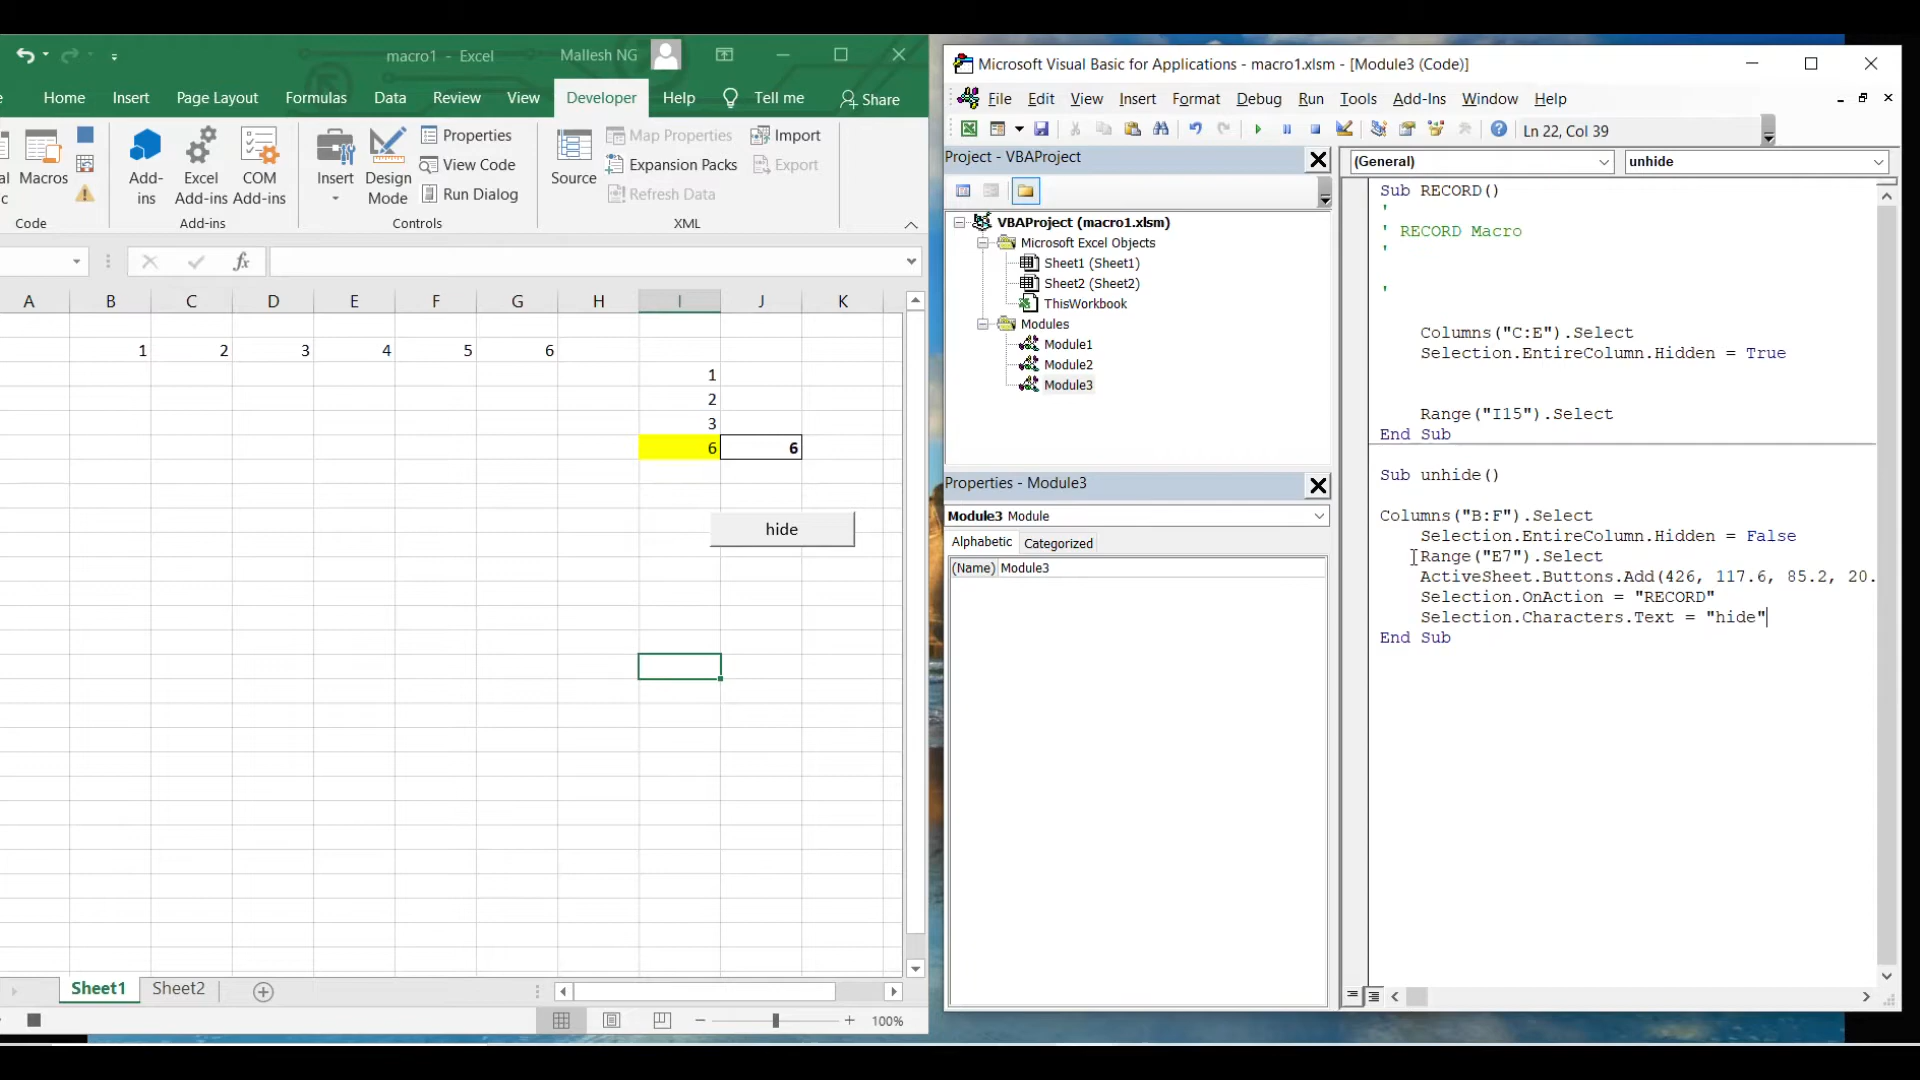 macro1 - Excel
Mallesh NG
Home Insert Page Layout Formulas Data Review View Developer Help Tell me Share
Macros
Code
Add-ins
Excel Add-ins
COM Add-ins
Add-ins
Insert
Design Mode
Properties
View Code
Run Dialog
Controls
Source
Map Properties
Expansion Packs
Refresh Data
Import
Export
XML
fx
A B C D E F G H I J K
1 2 3 4 5 6
1
2
3
6 6
hide
Sheet1 Sheet2
100%
Microsoft Visual Basic for Applications - macro1.xlsm - [Module3 (Code)]
File Edit View Insert Format Debug Run Tools Add-Ins Window Help
Ln 22, Col 39
Project - VBAProject
VBAProject (macro1.xlsm)
Microsoft Excel Objects
Sheet1 (Sheet1)
Sheet2 (Sheet2)
ThisWorkbook
Modules
Module1
Module2
Module3
Properties - Module3
Module3 Module
Alphabetic Categorized
(Name) Module3
(General) unhide
Sub RECORD()
'
' RECORD Macro
'
'
Columns("C:E").Select
Selection.EntireColumn.Hidden = True
Range("I15").Select
End Sub
Sub unhide()
Columns("B:F").Select
Selection.EntireColumn.Hidden = False
Range("E7").Select
ActiveSheet.Buttons.Add(426, 117.6, 85.2, 20.
Selection.OnAction = "RECORD"
Selection.Characters.Text = "hide"
End Sub